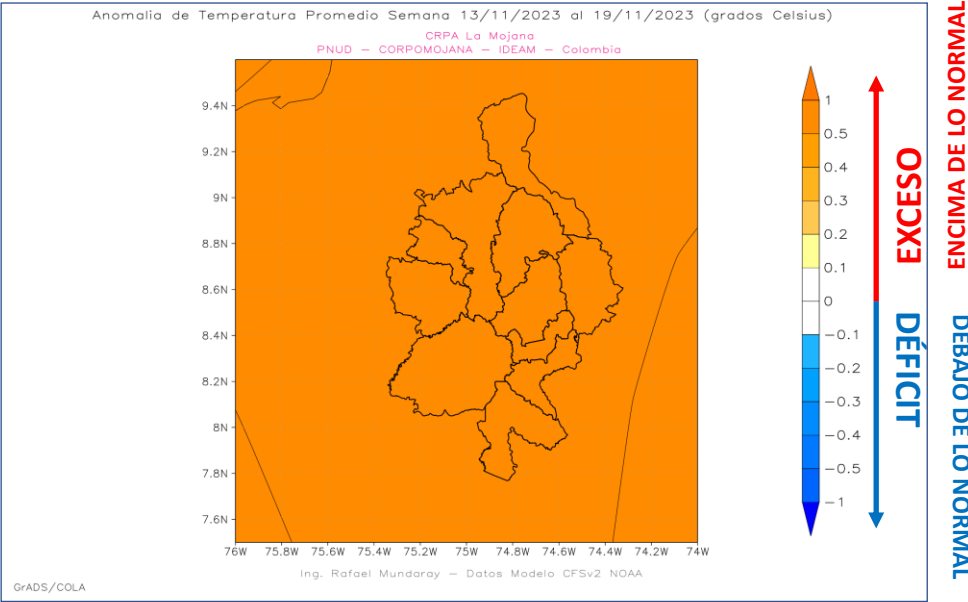 Anomalia de Temperatura Promedio Semana 13/11/2023 al 19/11/2023 (grados Celsius)
CRPA La Mojana
PNUD – CORPOMOJANA – IDEAM – Colombia
9.4N
9.2N
9N
8.8N
8.6N
8.4N
8.2N
8N
7.8N
7.6N
76W 75.8W 75.6W 75.4W 75.2W 75W 74.8W 74.6W 74.4W 74.2W 74W
1
0.5
0.4
0.3
0.2
0.1
0
−0.1
−0.2
−0.3
−0.4
−0.5
−1
EXCESO
DÉFICIT
ENCIMA DE LO NORMAL
DEBAJO DE LO NORMAL
Ing. Rafael Mundaray – Datos Modelo CFSv2 NOAA
GrADS/COLA